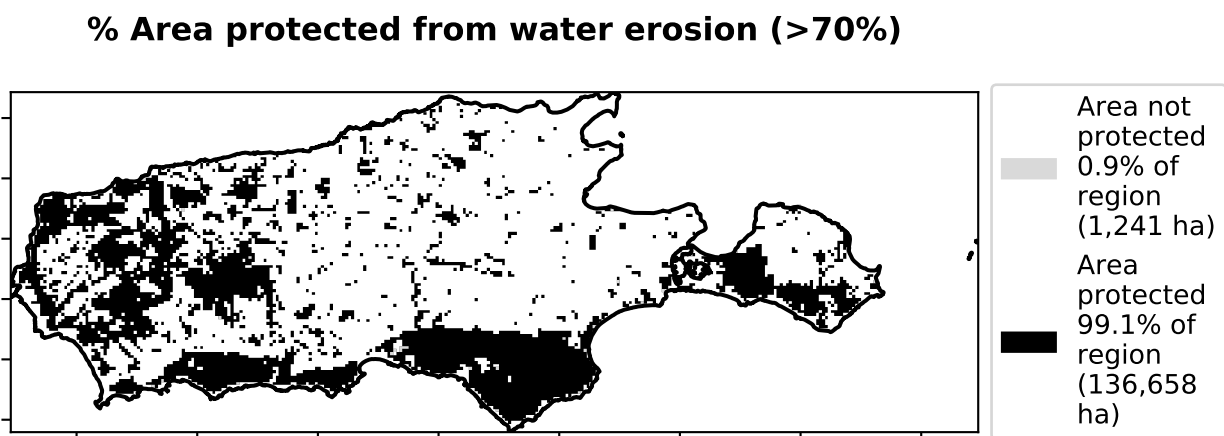 % Area protected from water erosion (>70%)
Area not
protected
0.9% of
region
(1,241 ha)
Area
protected
99.1% of
region
(136,658
ha)